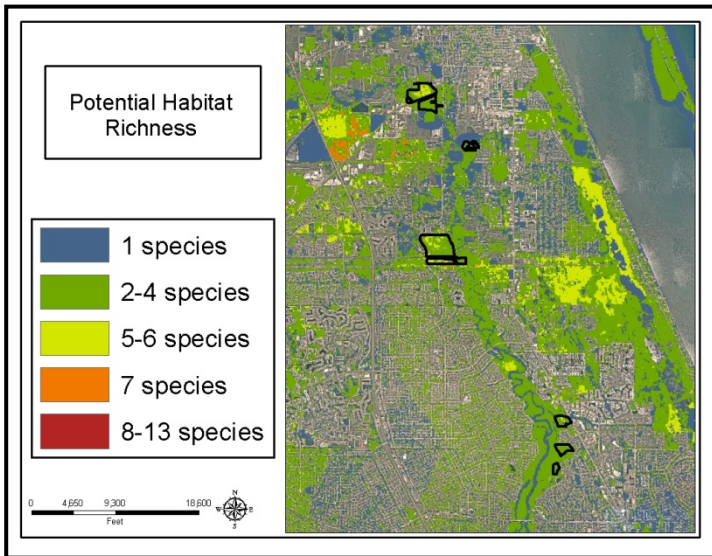 Potential Habitat
Richness
1 species
2-4 species
5-6 species
7 species
8-13 species
0 4,650 9,300 18,600
Feet
N
W E
S